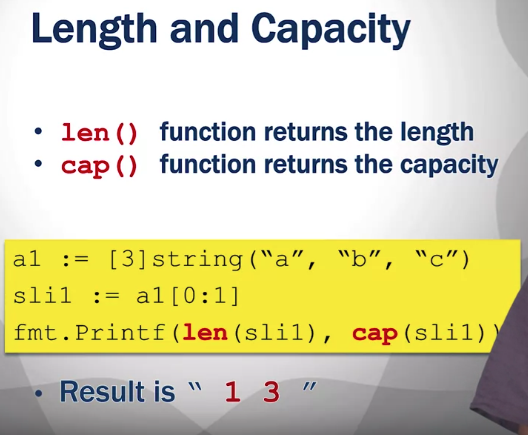 Length and Capacity
• len() function returns the length
• cap() function returns the capacity
a1 := [3]string(“a”, “b”, “c”)
sli1 := a1[0:1]
fmt.Printf(len(sli1), cap(sli1))
• Result is “ 1 3 ”